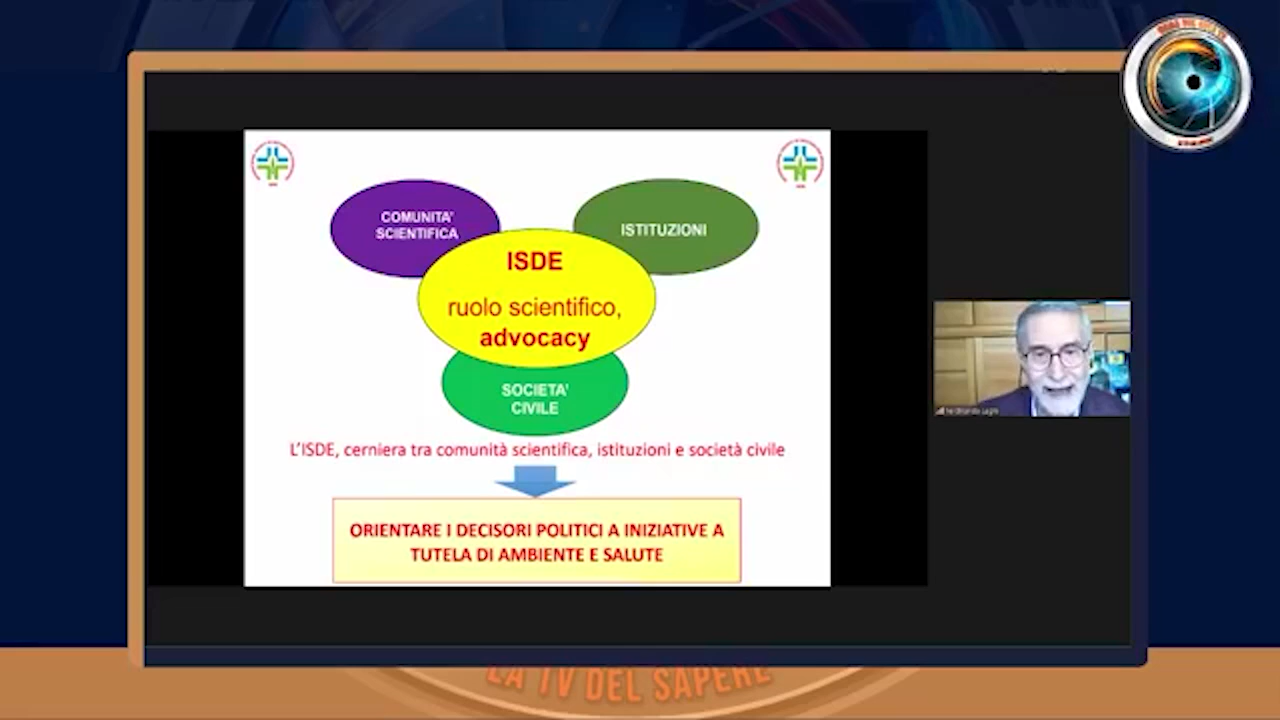 COMUNITA'
SCIENTIFICA
ISTITUZIONI
ISDE
ruolo scientifico,
advocacy
SOCIETA'
CIVILE
L'ISDE, cerniera tra comunità scientifica, istituzioni e società civile
ORIENTARE I DECISORI POLITICI A INIZIATIVE A
TUTELA DI AMBIENTE E SALUTE
LA TV DEL SAPERE